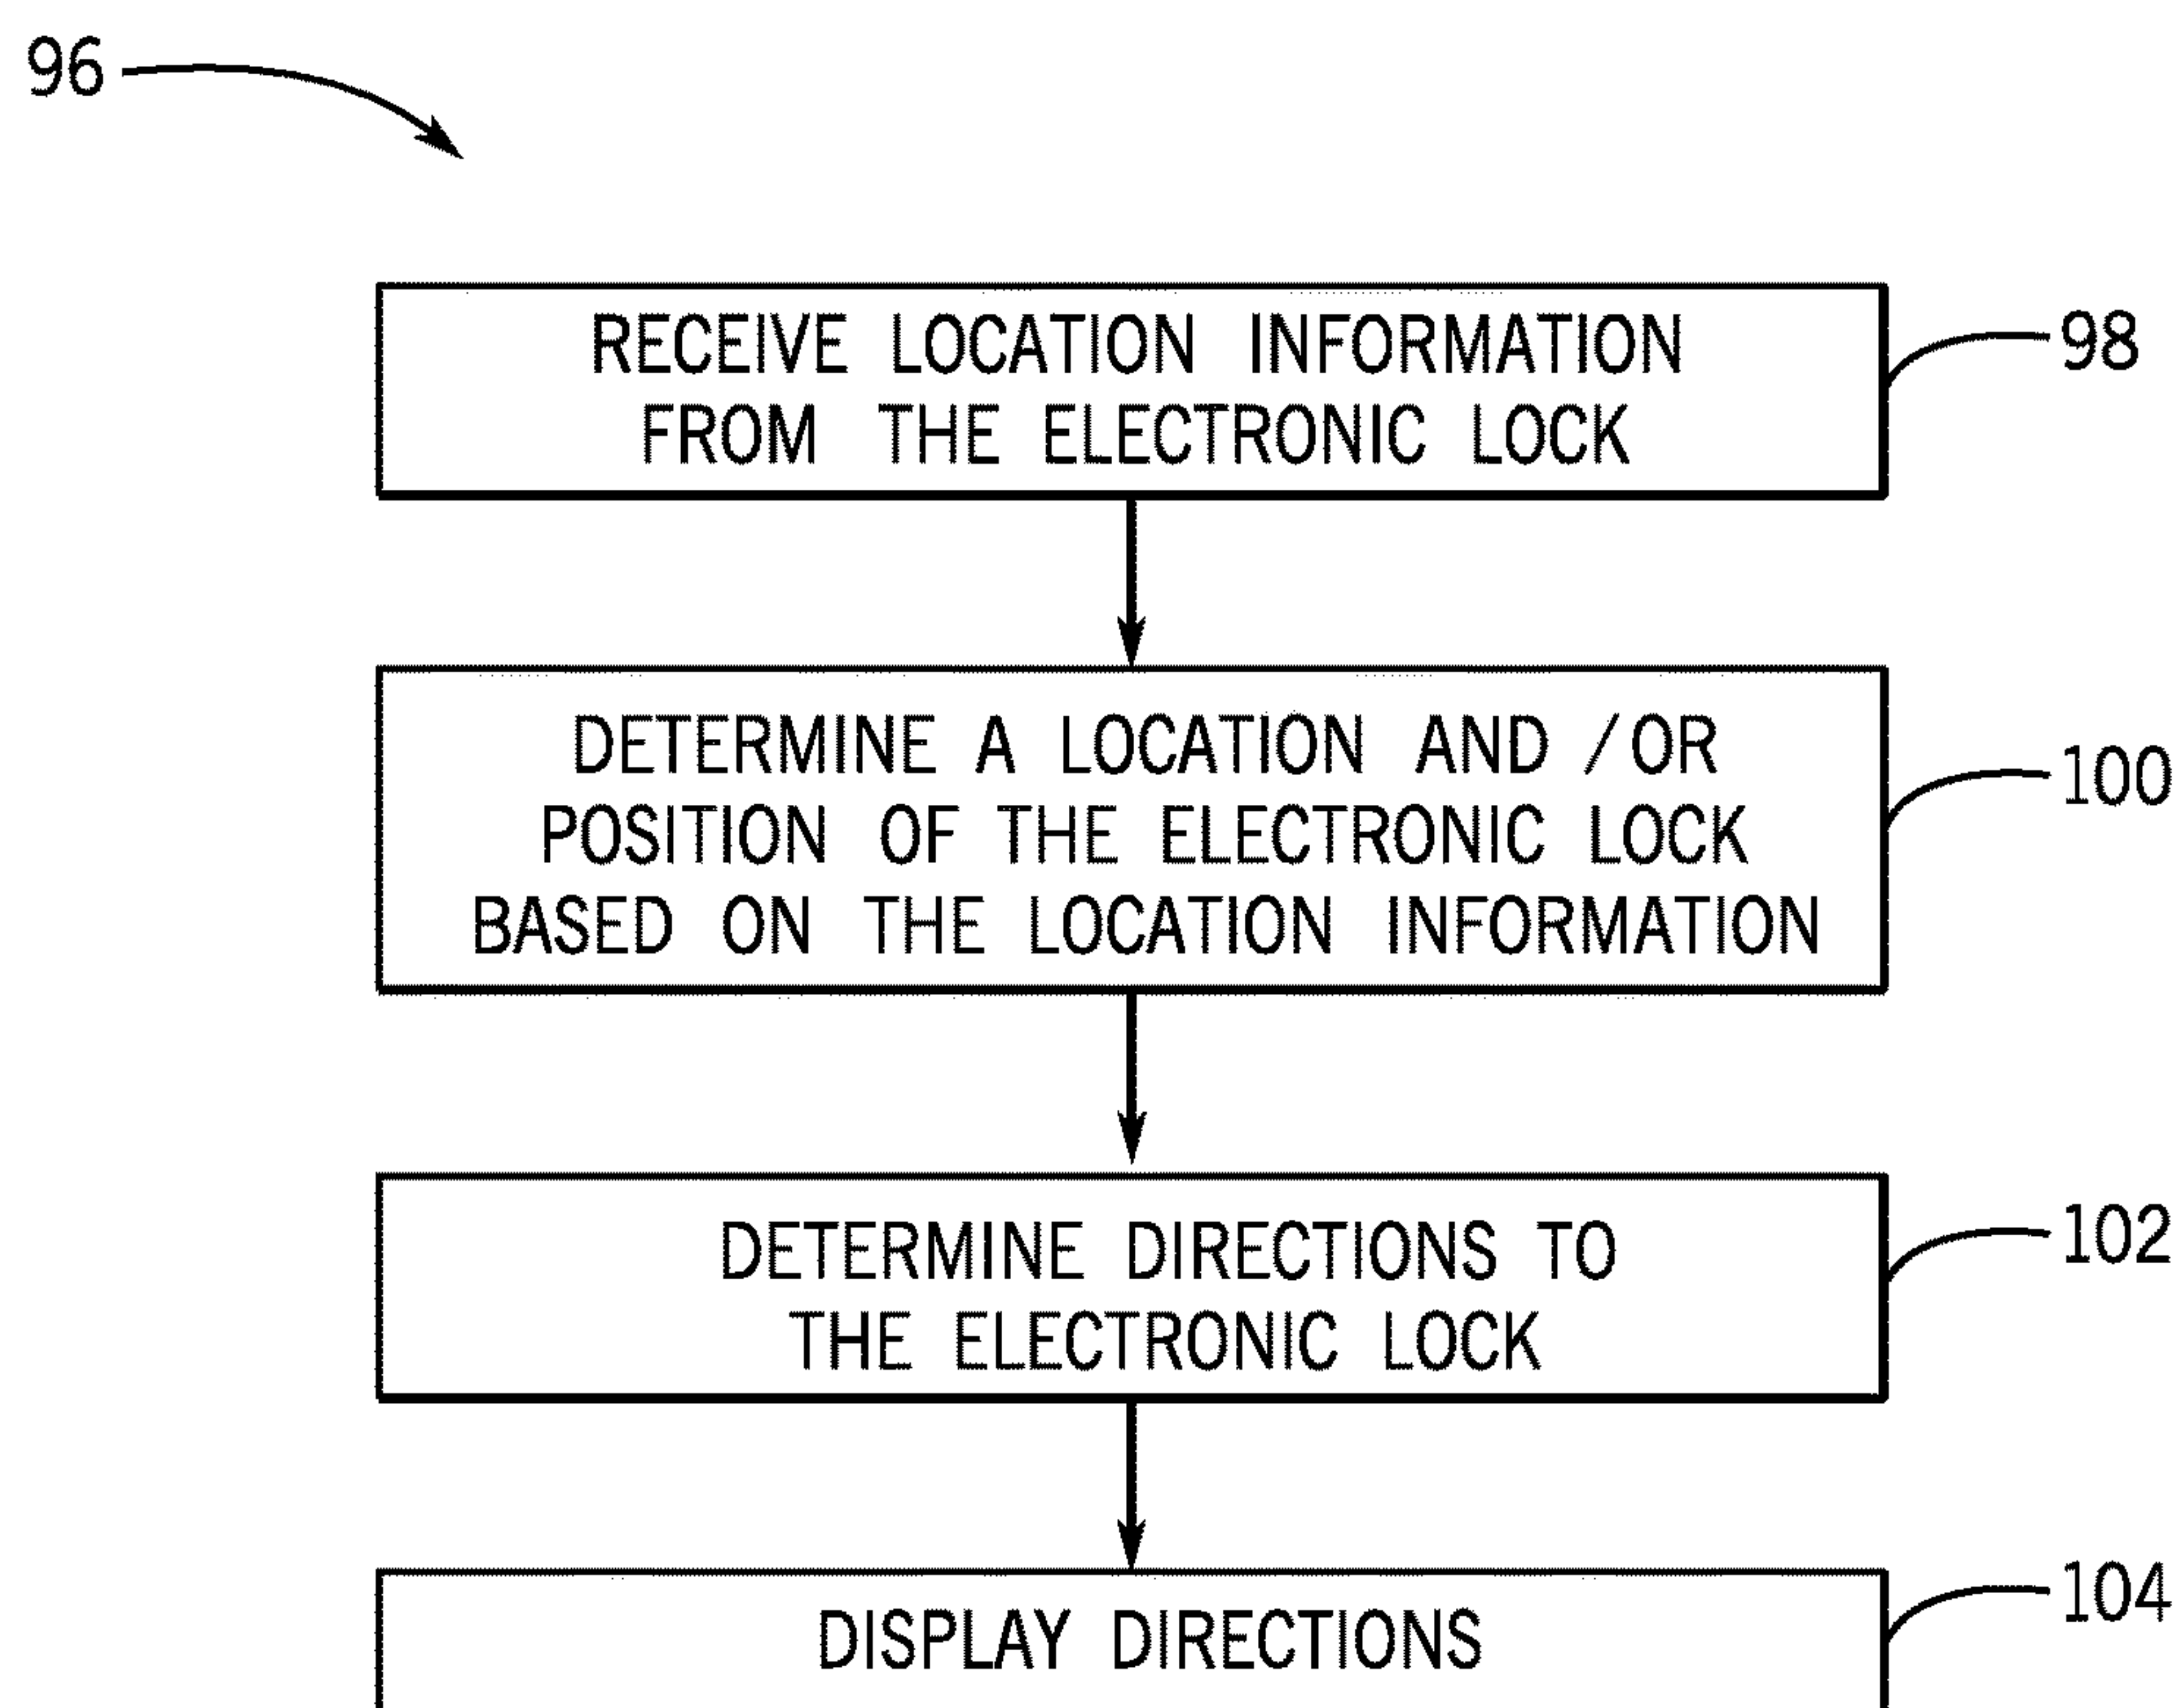 96
RECEIVE LOCATION INFORMATION
FROM THE ELECTRONIC LOCK
98
DETERMINE A LOCATION AND /OR
POSITION OF THE ELECTRONIC LOCK
BASED ON THE LOCATION INFORMATION
100
DETERMINE DIRECTIONS TO
THE ELECTRONIC LOCK
102
DISPLAY DIRECTIONS
104